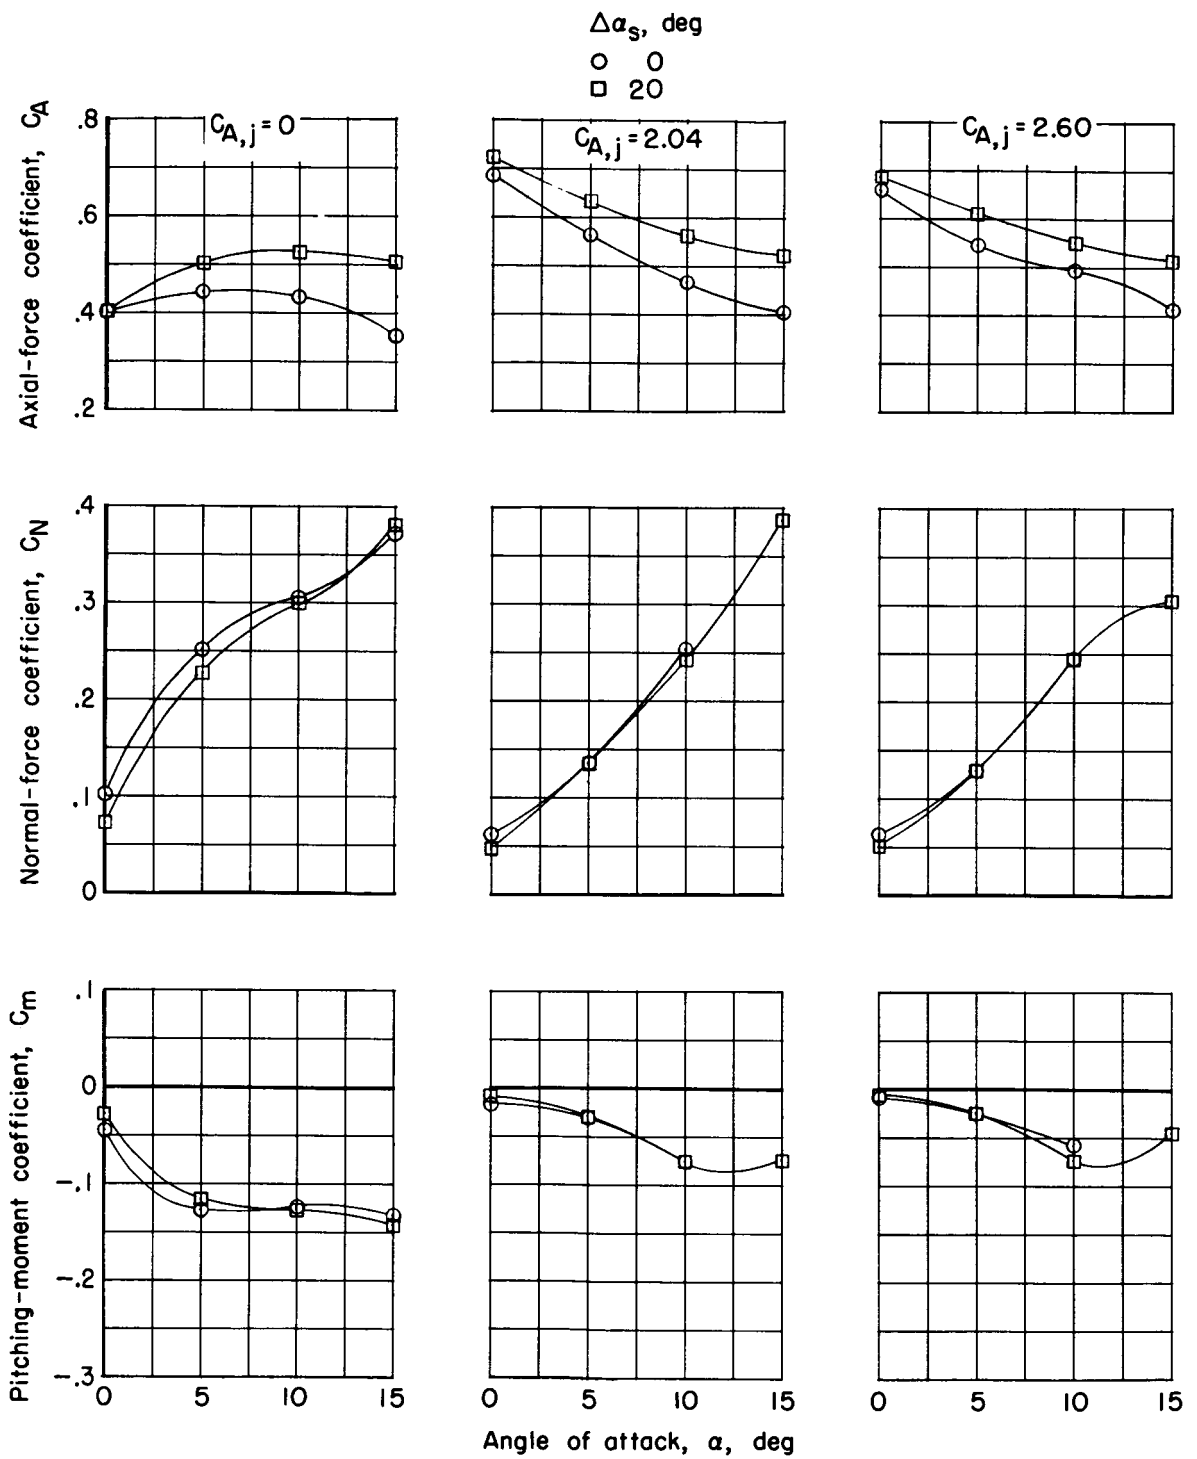 Δα_s, deg
○ 0
□ 20
Axial-force coefficient, C_A
.8
.6
.4
.2
C_A,j = 0
C_A,j = 2.04
C_A,j = 2.60
Normal-force coefficient, C_N
.4
.3
.2
.1
0
Pitching-moment coefficient, C_m
.1
0
-.1
-.2
-.3
0 5 10 15
0 5 10 15
0 5 10 15
Angle of attack, α, deg